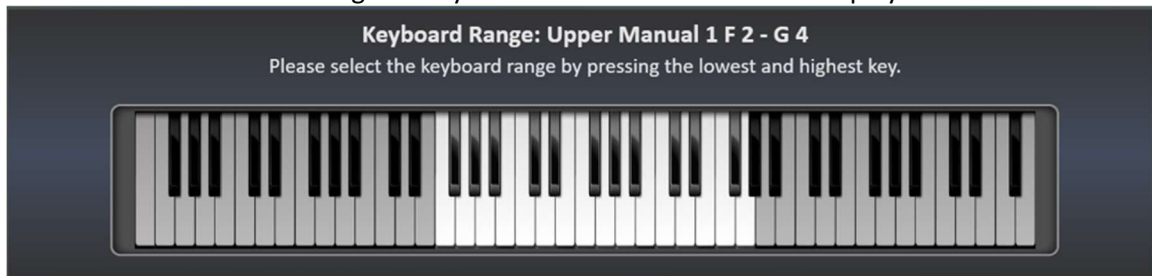 Keyboard Range: Upper Manual 1 F 2 - G 4
Please select the keyboard range by pressing the lowest and highest key.